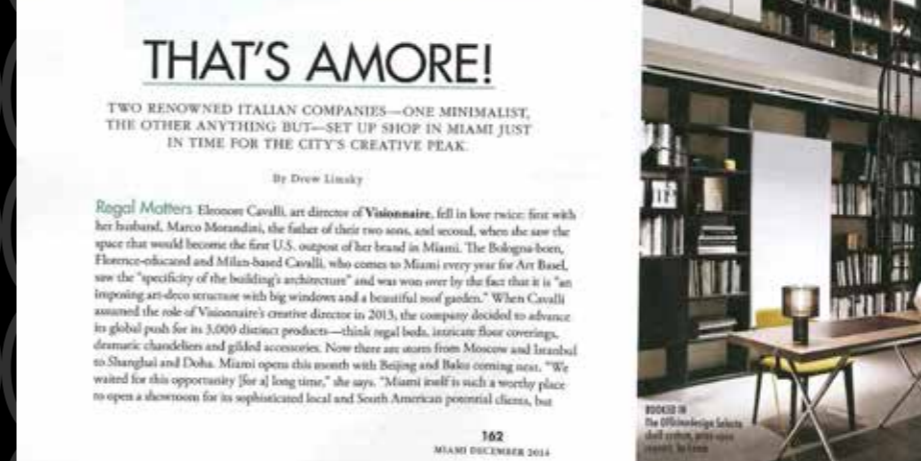 THAT'S AMORE!
TWO RENOWNED ITALIAN COMPANIES—ONE MINIMALIST,
THE OTHER ANYTHING BUT—SET UP SHOP IN MIAMI JUST
IN TIME FOR THE CITY'S CREATIVE PEAK.
By Drew Limsky
Regal Matters Eleonore Cavalli, art director of Visionnaire, fell in love twice: first with
her husband, Marco Morandini, the father of their two sons, and second, when she saw the
space that would become the first U.S. outpost of her brand in Miami. The Bologna-born,
Florence-educated and Milan-based Cavalli, who comes to Miami every year for Art Basel,
saw the "specificity of the building's architecture" and was won over by the fact that it is "an
imposing art-deco structure with big windows and a beautiful roof garden." When Cavalli
assumed the role of Visionnaire's creative director in 2013, the company decided to advance
its global push for its 3,000 distinct products—think regal beds, intricate floor coverings,
dramatic chandeliers and gilded accessories. Now there are stores from Moscow and Istanbul
to Shanghai and Doha. Miami opens this month with Beijing and Baku coming next. "We
waited for this opportunity [for a] long time," she says. "Miami itself is such a worthy place
to open a showroom for its sophisticated local and South American potential clients, but
162
MIAMI DECEMBER 2014
BOOKED IN
The Officinadesign Selecta